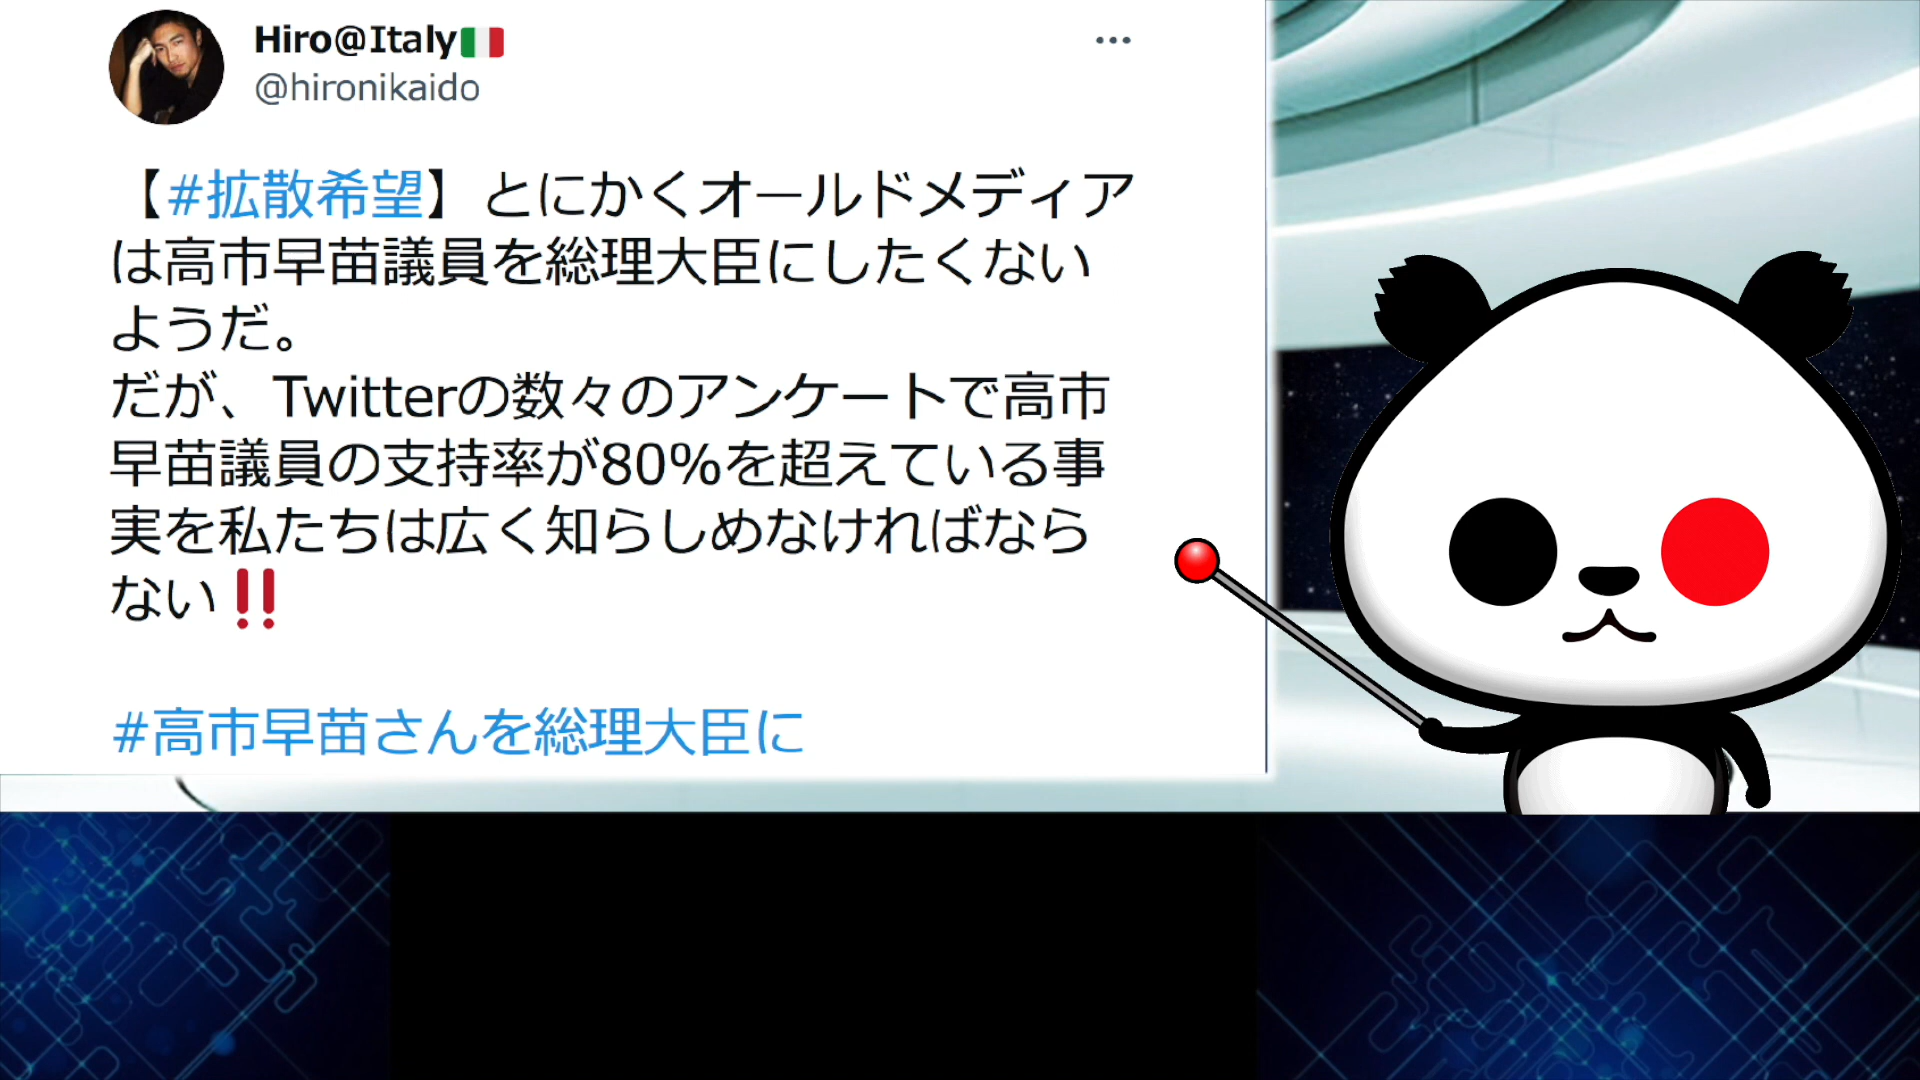 Hiro@Italy🇮🇹
@hironikaido
【#拡散希望】とにかくオールドメディア
は高市早苗議員を総理大臣にしたくない
ようだ。
だが、Twitterの数々のアンケートで高市
早苗議員の支持率が80%を超えている事
実を私たちは広く知らしめなければなら
ない‼️
#高市早苗さんを総理大臣に